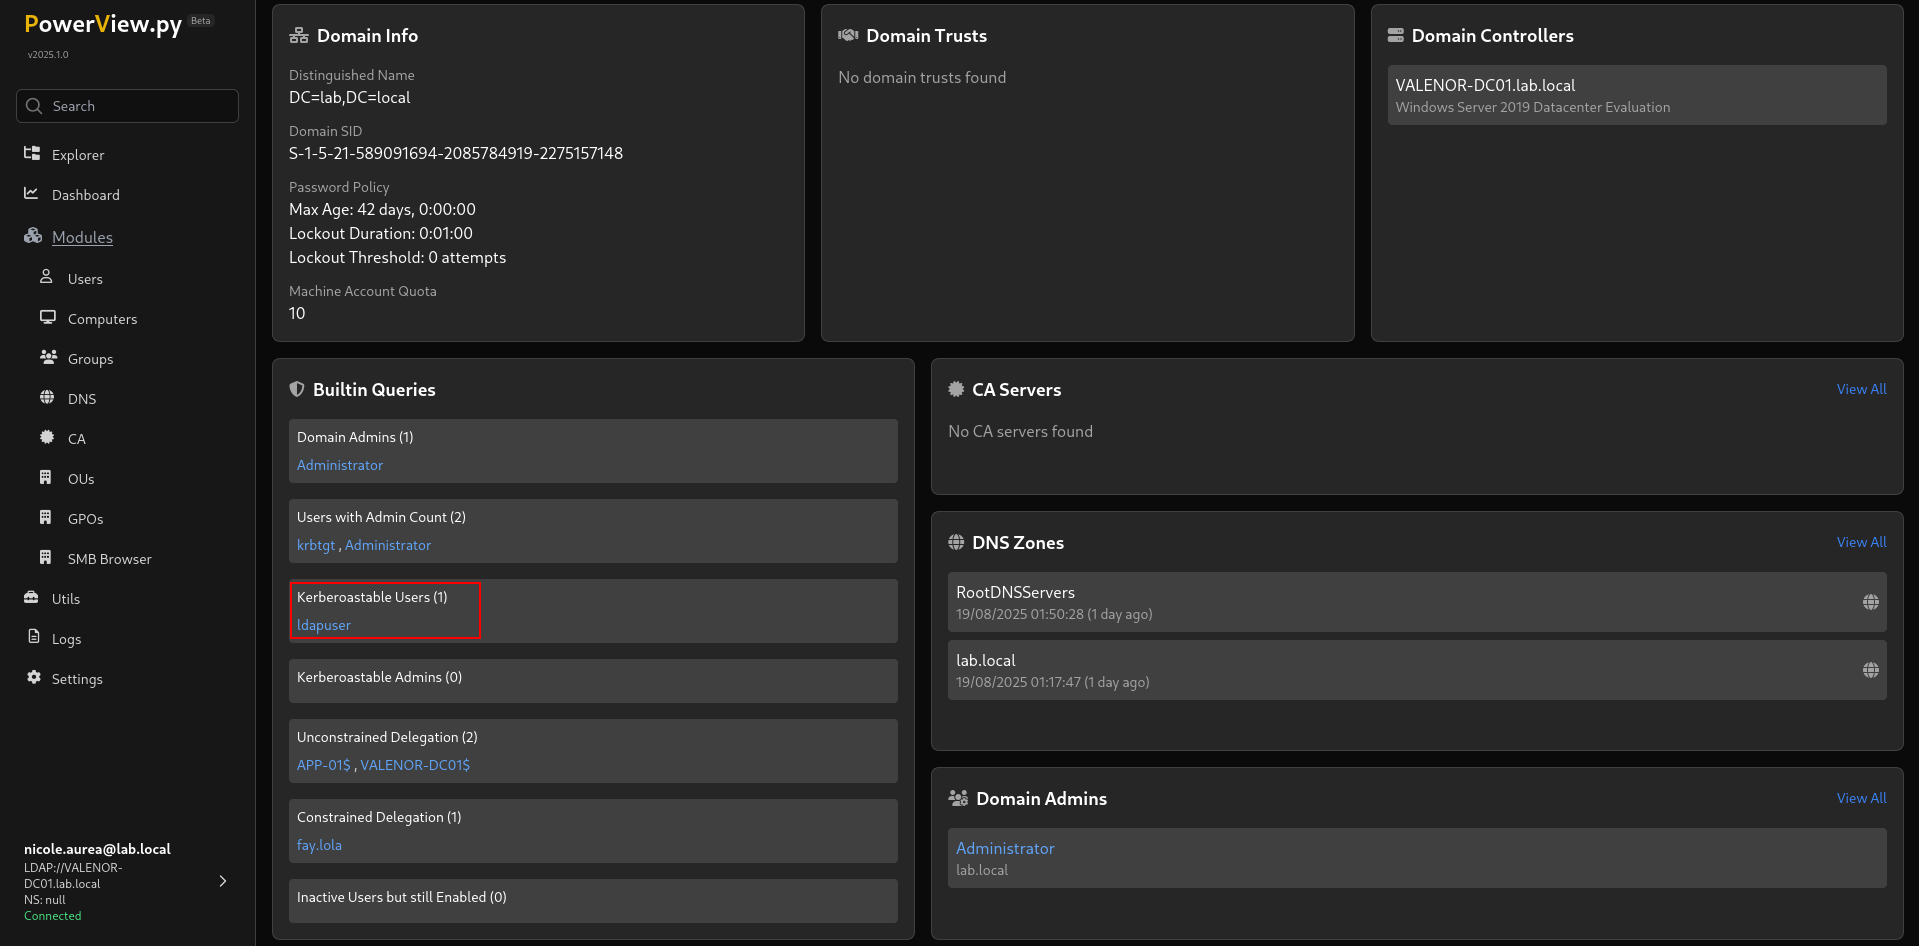 PowerView.py Beta
v2025.1.0
Search
Explorer
Dashboard
Modules
Users
Computers
Groups
DNS
CA
OUs
GPOs
SMB Browser
Utils
Logs
Settings
nicole.aurea@lab.local
LDAP://VALENOR-
DC01.lab.local
NS: null
Connected
Domain Info
Distinguished Name
DC=lab,DC=local
Domain SID
S-1-5-21-589091694-2085784919-2275157148
Password Policy
Max Age: 42 days, 0:00:00
Lockout Duration: 0:01:00
Lockout Threshold: 0 attempts
Machine Account Quota
10
Domain Trusts
No domain trusts found
Domain Controllers
VALENOR-DC01.lab.local
Windows Server 2019 Datacenter Evaluation
Builtin Queries
Domain Admins (1)
Administrator
Users with Admin Count (2)
krbtgt , Administrator
Kerberoastable Users (1)
ldapuser
Kerberoastable Admins (0)
Unconstrained Delegation (2)
APP-01$ , VALENOR-DC01$
Constrained Delegation (1)
fay.lola
Inactive Users but still Enabled (0)
CA Servers View All
No CA servers found
DNS Zones View All
RootDNSServers
19/08/2025 01:50:28 (1 day ago)
lab.local
19/08/2025 01:17:47 (1 day ago)
Domain Admins View All
Administrator
lab.local